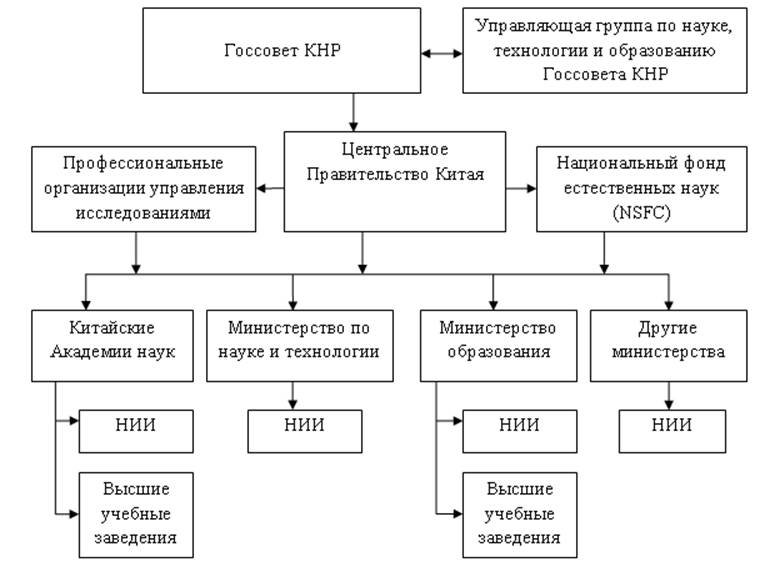 Госсовет КНР
Управляющая группа по науке,
технологии и образованию
Госсовета КНР
Профессиональные
организации управления
исследованиями
Центральное
Правительство Китая
Национальный фонд
естественных наук
(NSFC)
Китайские
Академии наук
Министерство по
науке и технологии
Министерство
образования
Другие
министерства
НИИ
НИИ
НИИ
НИИ
Высшие
учебные
заведения
Высшие
учебные
заведения